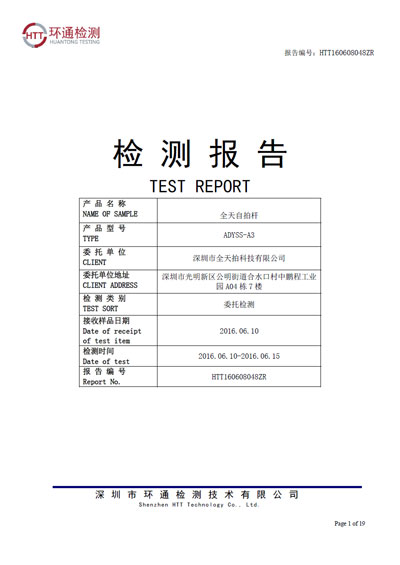 HTT 环通检测
HUANTONG TESTING
报告编号: HTT160608048ZR
检 测 报 告
TEST REPORT
产 品 名 称
NAME OF SAMPLE
全天自拍杆
产 品 型 号
TYPE
ADYSS-A3
委 托 单 位
CLIENT
深圳市全天拍科技有限公司
委托单位地址
CLIENT ADDRESS
深圳市光明新区公明街道合水口村中鹏程工业
园 A04 栋 7 楼
检 测 类 别
TEST SORT
委托检测
接收样品日期
Date of receipt
of test item
2016.06.10
检测时间
Date of test
2016.06.10-2016.06.15
报 告 编 号
Report No.
HTT160608048ZR
深 圳 市 环 通 检 测 技 术 有 限 公 司
Shenzhen HTT Technology Co., Ltd.
Page 1 of 19